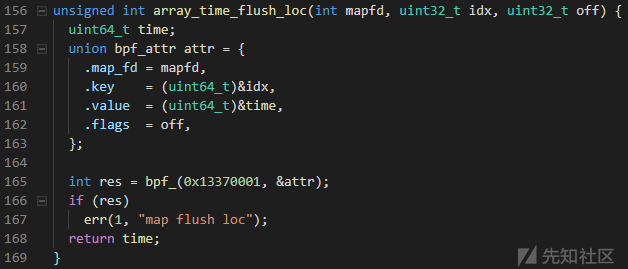 156 unsigned int array_time_flush_loc(int mapfd, uint32_t idx, uint32_t off) {
157 uint64_t time;
158 union bpf_attr attr = {
159 .map_fd = mapfd,
160 .key    = (uint64_t)&idx,
161 .value  = (uint64_t)&time,
162 .flags  = off,
163 };
164
165 int res = bpf_(0x13370001, &attr);
166 if (res)
167 err(1, "map flush loc");
168 return time;
169 }
先知社区